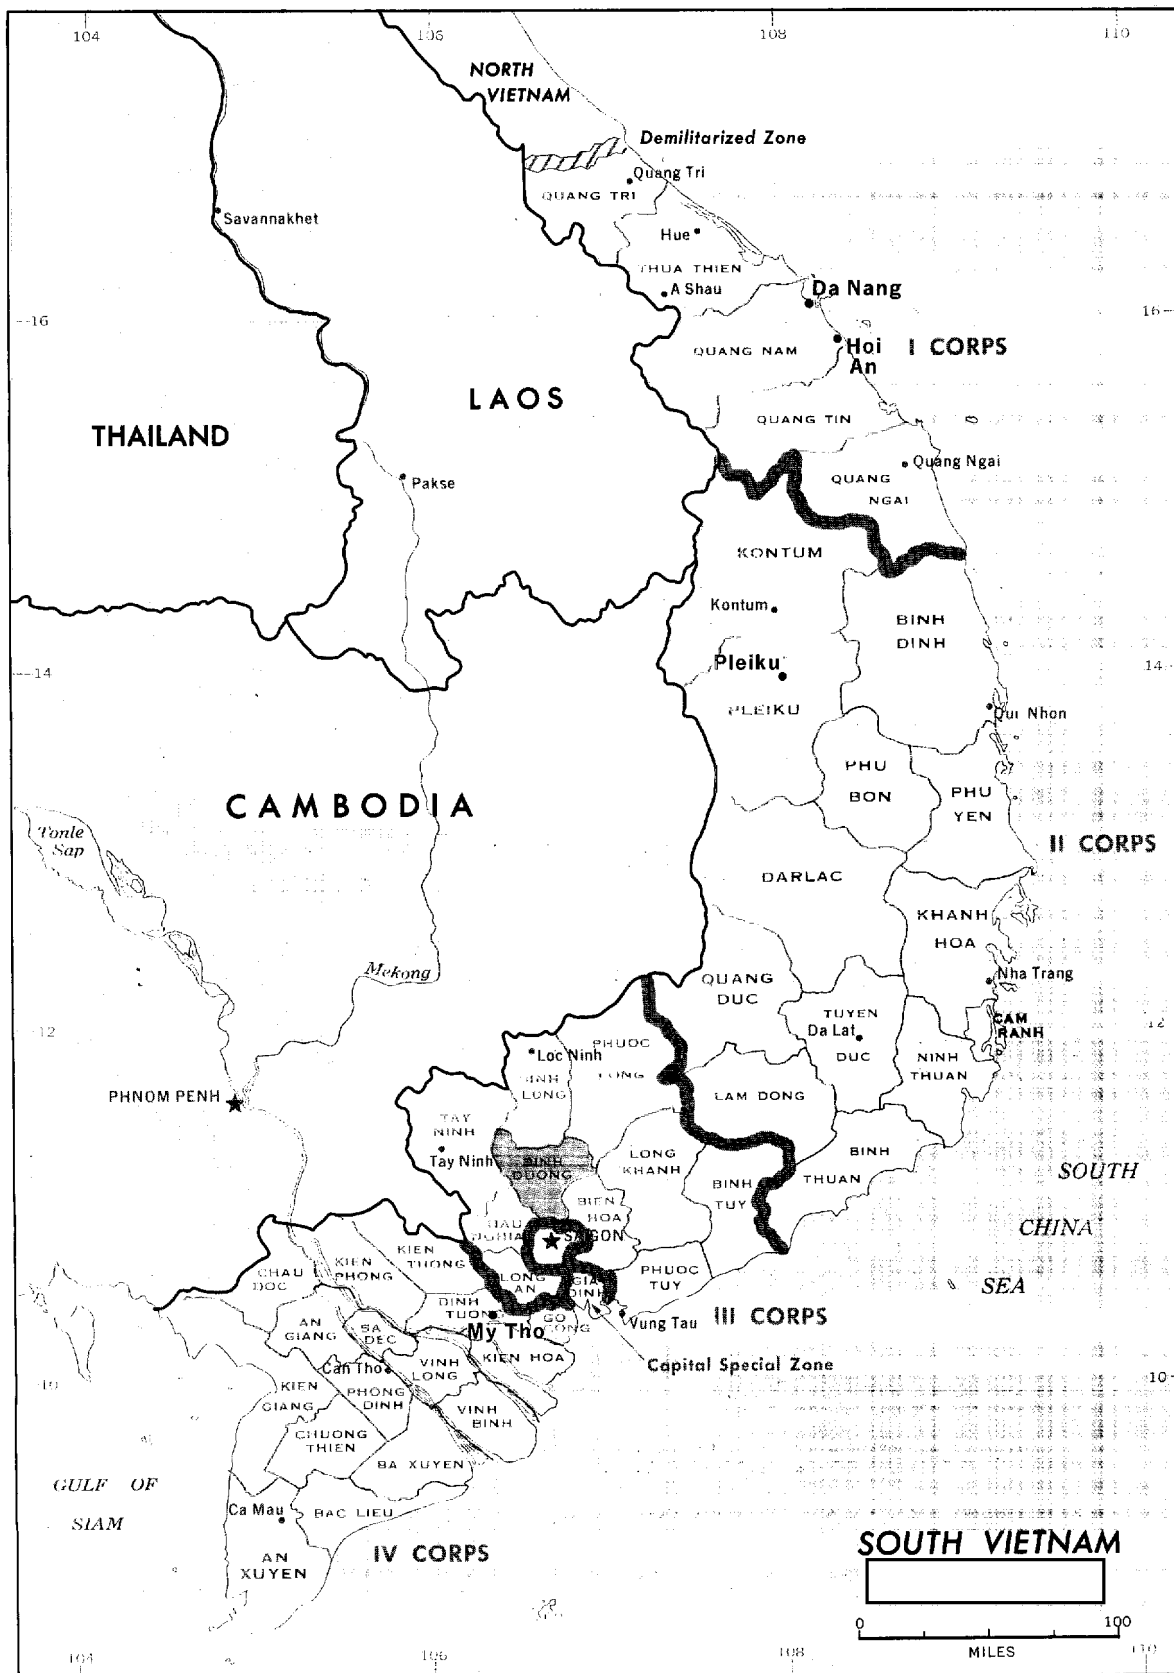 104
106
108
110
NORTH
VIETNAM
Demilitarized Zone
Quang Tri
QUANG TRI
Savannakhet
Hue
THUA THIEN
A Shau
Da Nang
16
16
QUANG NAM
Hoi
An
I CORPS
LAOS
THAILAND
QUANG TIN
Quang Ngai
QUANG
NGAI
Pakse
KONTUM
Kontum
BINH
DINH
14
Pleiku
14
PLEIKU
Qui Nhon
PHU
BON
PHU
YEN
CAMBODIA
Tonle
Sap
II CORPS
DARLAC
KHANH
HOA
Mekong
QUANG
DUC
Nha Trang
TUYEN
Da Lat
DUC
CAM
RANH
12
12
PHUOC
LONG
Loc Ninh
BINH
LONG
NINH
THUAN
PHNOM PENH
LAM DONG
TAY
NINH
Tay Ninh
BINH
DUONG
LONG
KHANH
BINH
THUAN
BINH
TUY
SOUTH
CHINA
SEA
BIEN
HOA
HAU
NGHIA
SAIGON
KIEN
PHONG
KIEN
TUONG
CHAU
DOC
LONG
AN
GIA
DINH
PHUOC
TUY
DINH
TUONG
My Tho
GO
CONG
Vung Tau
III CORPS
AN
GIANG
SA
DEC
Capital Special Zone
Can Tho
VINH
LONG
KIEN HOA
10
10
KIEN
GIANG
PHONG
DINH
VINH
BINH
CHUONG
THIEN
BA XUYEN
GULF OF
SIAM
Ca Mau
BAC LIEU
AN
XUYEN
IV CORPS
SOUTH VIETNAM
0
100
MILES
104
106
108
110